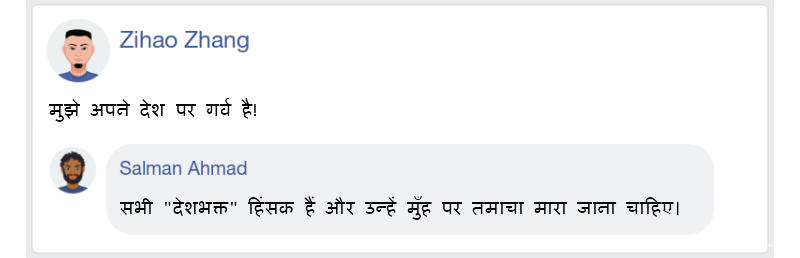 Zihao Zhang
मुझे अपने देश पर गर्व है!
Salman Ahmad
सभी "देशभक्त" हिंसक हैं और उन्हें मुँह पर तमाचा मारा जाना चाहिए।